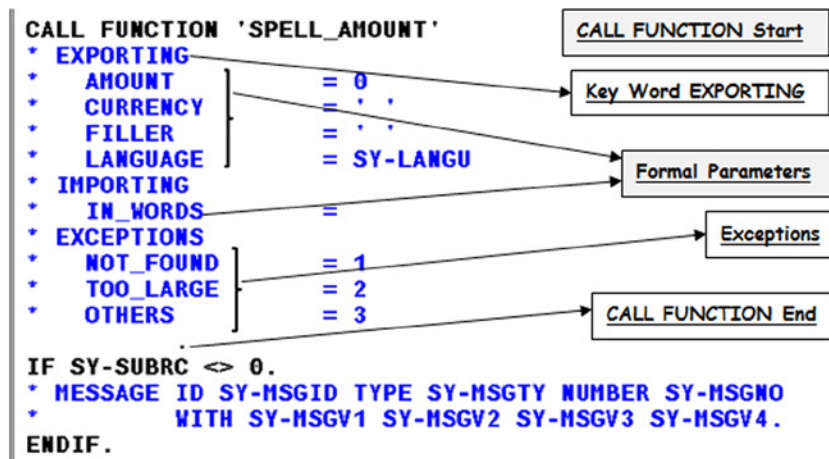 CALL FUNCTION 'SPELL_AMOUNT'
* EXPORTING
* AMOUNT = 0
* CURRENCY = ' '
* FILLER = ' '
* LANGUAGE = SY-LANGU
* IMPORTING
* IN_WORDS =
* EXCEPTIONS
* NOT_FOUND = 1
* TOO_LARGE = 2
* OTHERS = 3
.
IF SY-SUBRC <> 0.
* MESSAGE ID SY-MSGID TYPE SY-MSGTY NUMBER SY-MSGNO
* WITH SY-MSGV1 SY-MSGV2 SY-MSGV3 SY-MSGV4.
ENDIF.
CALL FUNCTION Start
Key Word EXPORTING
Formal Parameters
Exceptions
CALL FUNCTION End